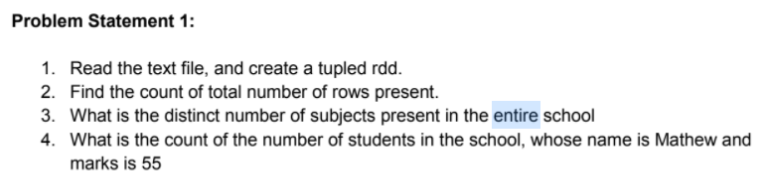 Problem Statement 1:
1. Read the text file, and create a tupled rdd.
2. Find the count of total number of rows present.
3. What is the distinct number of subjects present in the entire school
4. What is the count of the number of students in the school, whose name is Mathew and
marks is 55